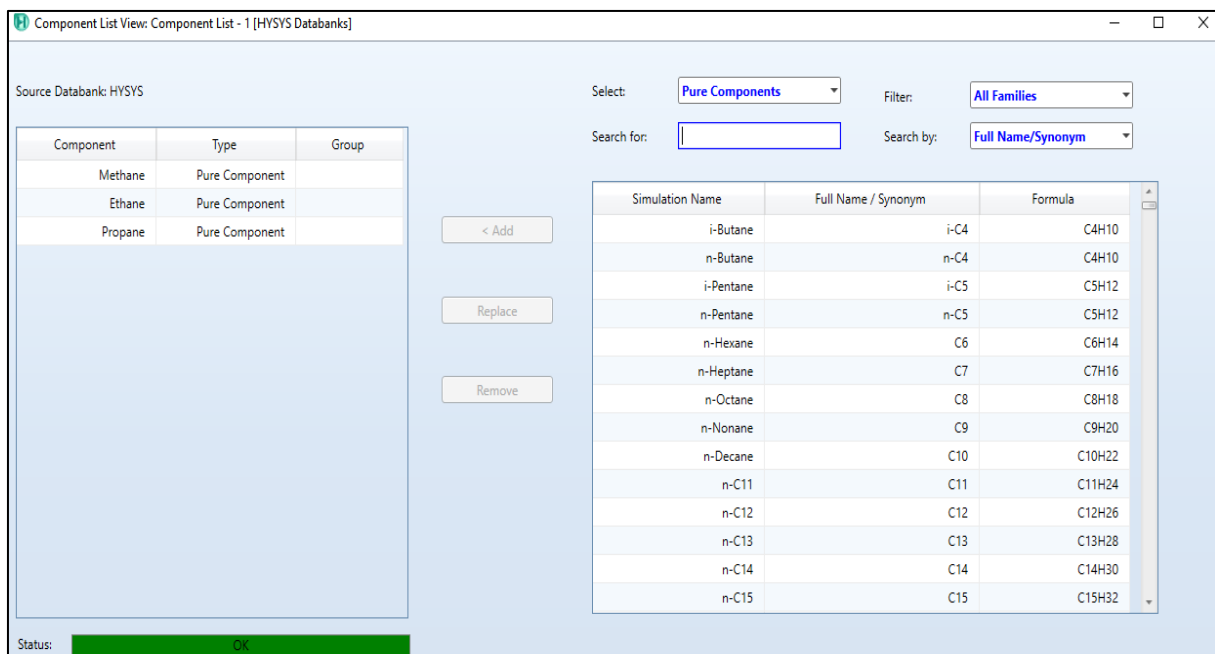 Component List View: Component List - 1 [HYSYS Databanks]
Source Databank: HYSYS
Component Type Group
Methane Pure Component
Ethane Pure Component
Propane Pure Component
< Add
Replace
Remove
Select: Pure Components Filter: All Families
Search for: Search by: Full Name/Synonym
Simulation Name Full Name / Synonym Formula
i-Butane i-C4 C4H10
n-Butane n-C4 C4H10
i-Pentane i-C5 C5H12
n-Pentane n-C5 C5H12
n-Hexane C6 C6H14
n-Heptane C7 C7H16
n-Octane C8 C8H18
n-Nonane C9 C9H20
n-Decane C10 C10H22
n-C11 C11 C11H24
n-C12 C12 C12H26
n-C13 C13 C13H28
n-C14 C14 C14H30
n-C15 C15 C15H32
Status: OK